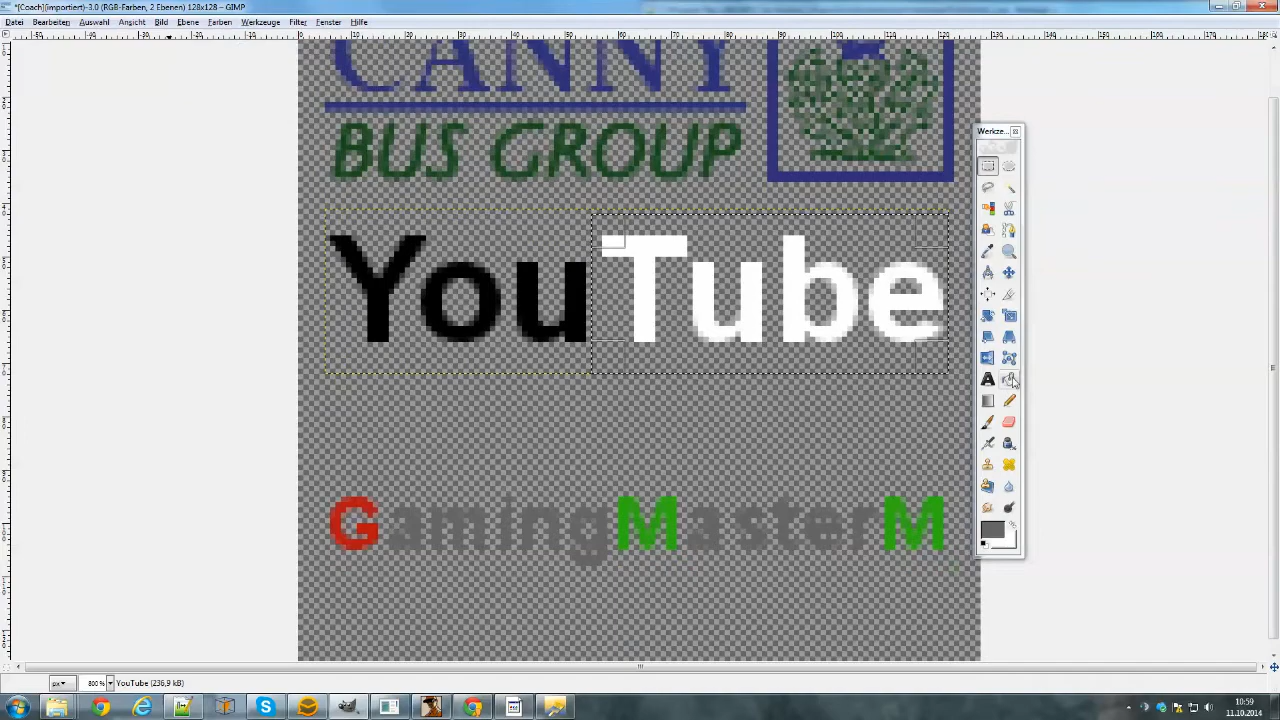 *[Coach](importiert)-3.0 (RGB-Farben, 2 Ebenen) 128x128 – GIMP
Datei Bearbeiten Auswahl Ansicht Bild Ebene Farben Werkzeuge Filter Fenster Hilfe
CANNY
BUS GROUP
Werkze...
YouTube
GamingMasterM
px 800 % YouTube (236,9 kB)
10:59
11.10.2014